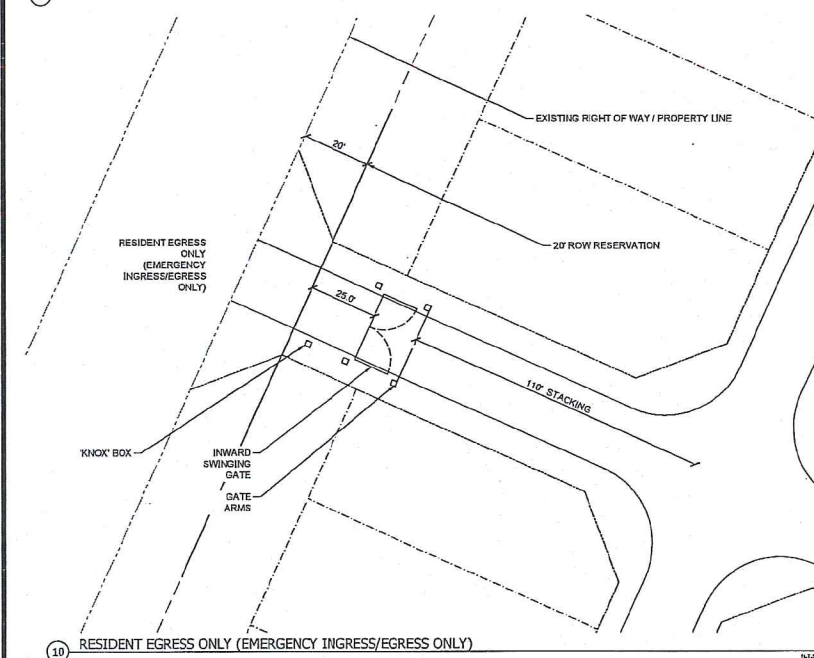 EXISTING RIGHT OF WAY / PROPERTY LINE
20'
20' ROW RESERVATION
RESIDENT EGRESS
ONLY
(EMERGENCY
INGRESS/EGRESS
ONLY)
25.0'
110' STACKING
'KNOX' BOX
INWARD
SWINGING
GATE
GATE
ARMS
10 RESIDENT EGRESS ONLY (EMERGENCY INGRESS/EGRESS ONLY)